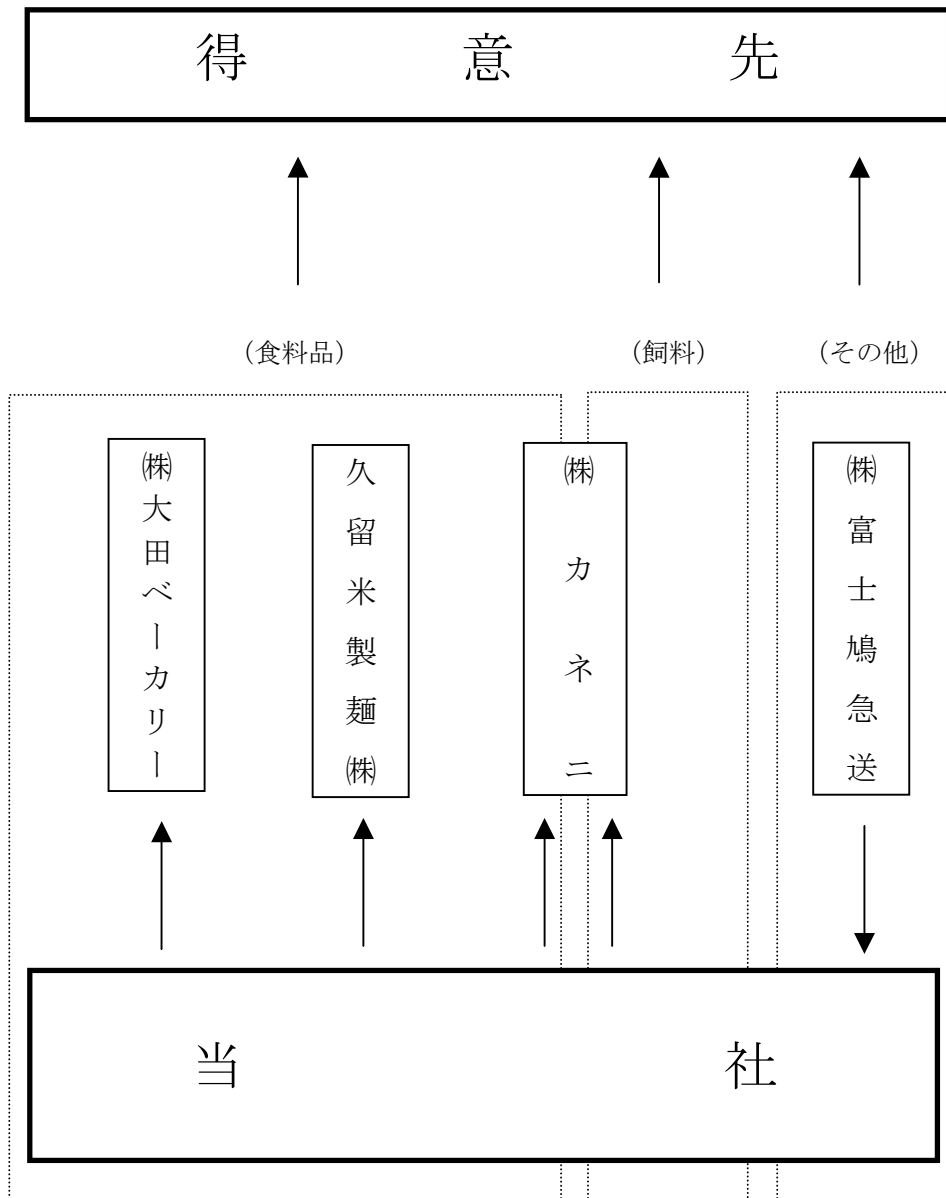 得意先
(食料品)
(飼料)
(その他)
㈱大田ベーカリー
久留米製麺㈱
㈱カネニ
㈱富士鳩急送
当社